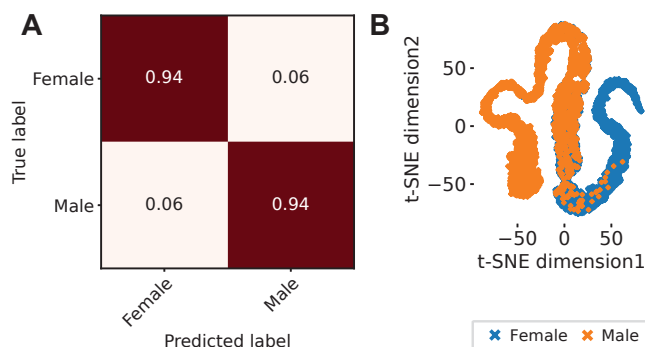 A
True label
Female
0.94
0.06
Male
0.06
0.94
Female
Male
Predicted label
B
t-SNE dimension2
50
0
−50
−50
0
50
t-SNE dimension1
Female
Male